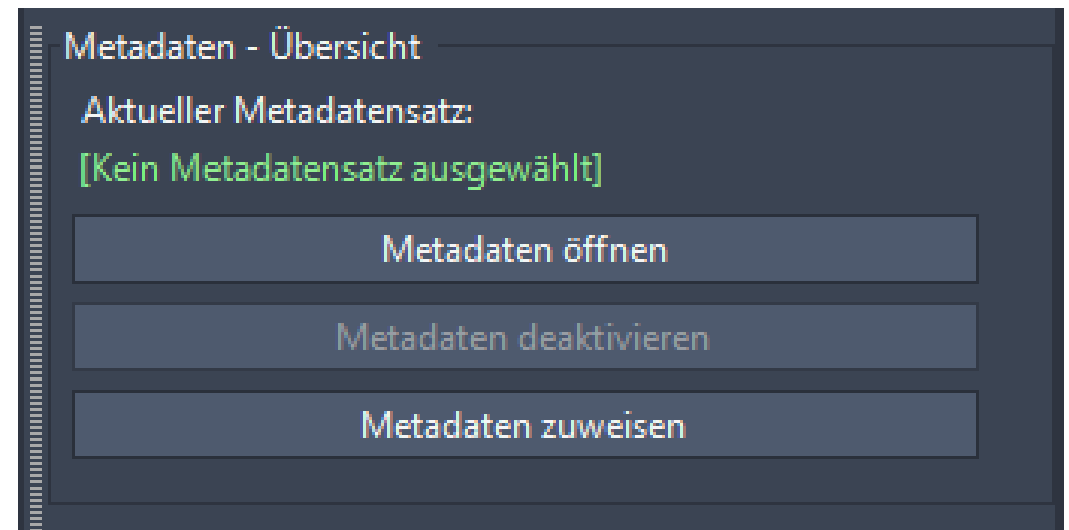 Metadaten - Übersicht
Aktueller Metadatensatz:
[Kein Metadatensatz ausgewählt]
Metadaten öffnen
Metadaten deaktivieren
Metadaten zuweisen